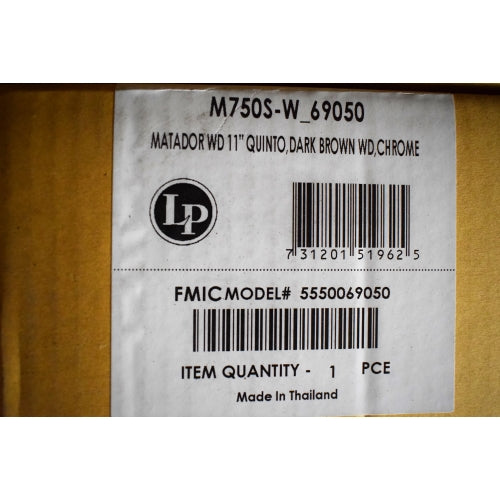 M750S-W_69050
MATADOR WD 11" QUINTO,DARK BROWN WD,CHROME
LP
7 31201 51962 5
FMIC MODEL# 5550069050
ITEM QUANTITY - 1 PCE
Made In Thailand